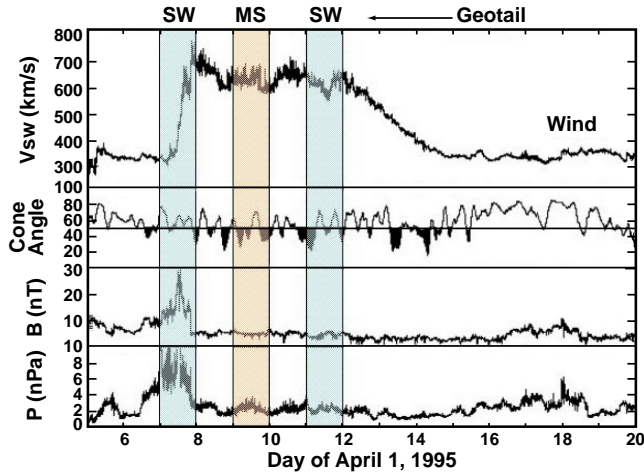 SW MS SW Geotail
800
700
600
500
400
300
Vsw (km/s)
Wind
100
80
60
40
20
Cone
Angle
30
20
10
B (nT)
10
8
6
4
2
0
P (nPa)
6 8 10 12 14 16 18 20
Day of April 1, 1995